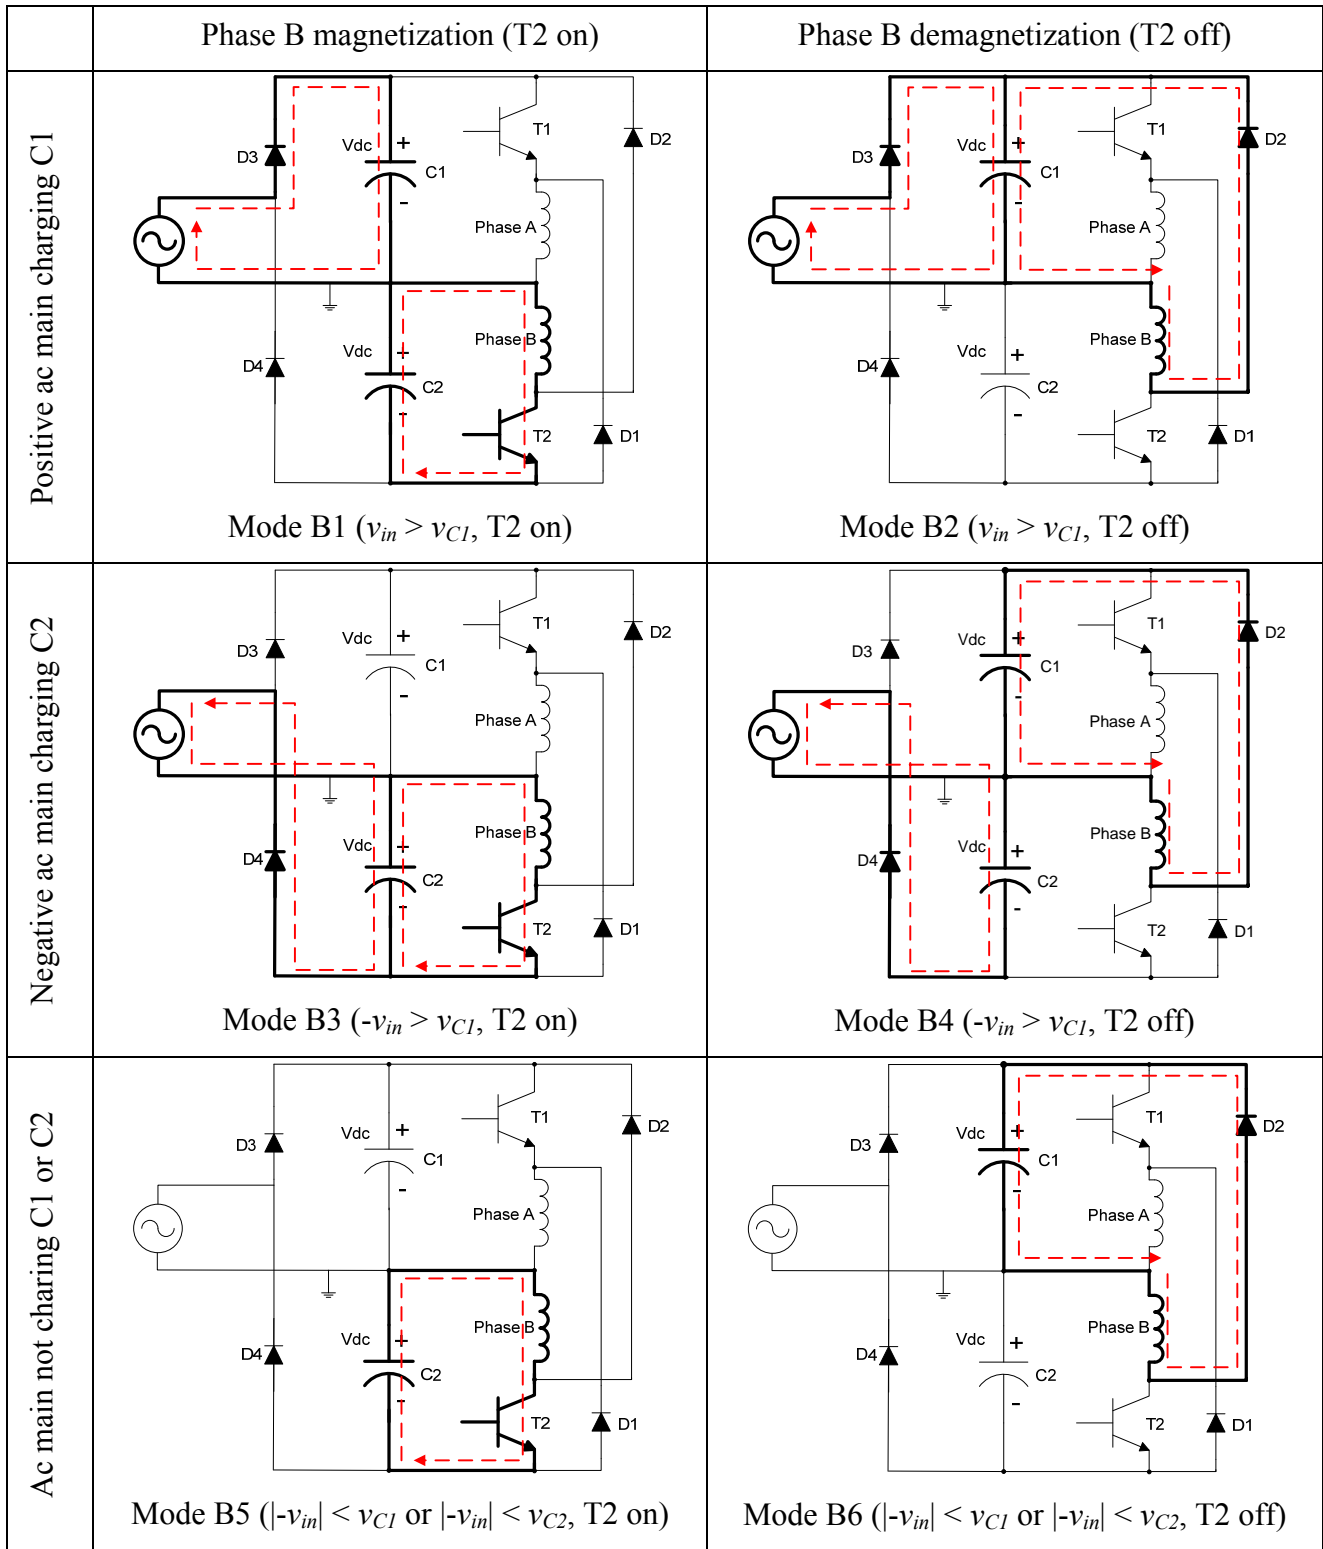 Phase B magnetization (T2 on)
Phase B demagnetization (T2 off)
Positive ac main charging C1
D3
Vdc
+
C1
-
T1
D2
Phase A
Vdc
+
Phase B
D4
C2
-
T2
D1
Mode B1 (vin > vC1, T2 on)
D3
Vdc
+
C1
-
T1
D2
Phase A
Vdc
+
Phase B
D4
C2
-
T2
D1
Mode B2 (vin > vC1, T2 off)
Negative ac main charging C2
D3
Vdc
+
C1
-
T1
D2
Phase A
Vdc
+
Phase B
D4
C2
-
T2
D1
Mode B3 (-vin > vC1, T2 on)
D3
Vdc
+
C1
-
T1
D2
Phase A
Vdc
+
Phase B
D4
C2
-
T2
D1
Mode B4 (-vin > vC1, T2 off)
Ac main not charing C1 or C2
D3
Vdc
+
C1
-
T1
D2
Phase A
Vdc
+
Phase B
D4
C2
-
T2
D1
Mode B5 (|-vin| < vC1 or |-vin| < vC2, T2 on)
D3
Vdc
+
C1
-
T1
D2
Phase A
Vdc
+
Phase B
D4
C2
-
T2
D1
Mode B6 (|-vin| < vC1 or |-vin| < vC2, T2 off)